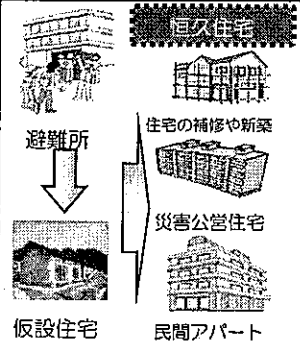 恒久住宅
避難所
住宅の補修や新築
災害公営住宅
仮設住宅
民間アパート